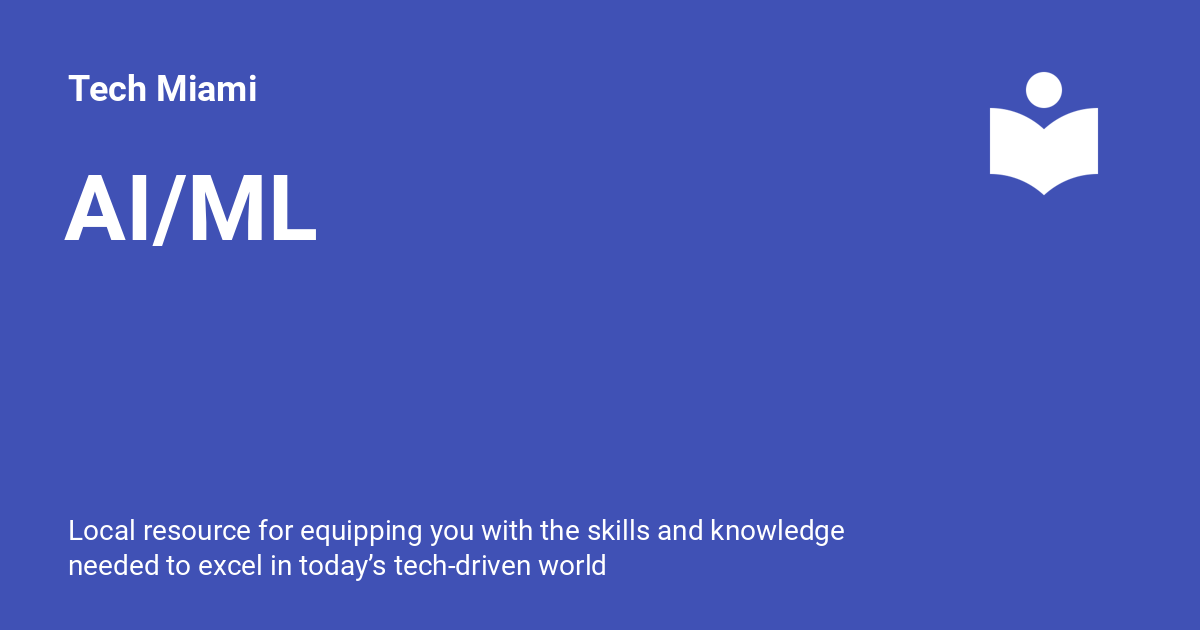 Tech Miami
AI/ML
Local resource for equipping you with the skills and knowledge
needed to excel in today’s tech-driven world